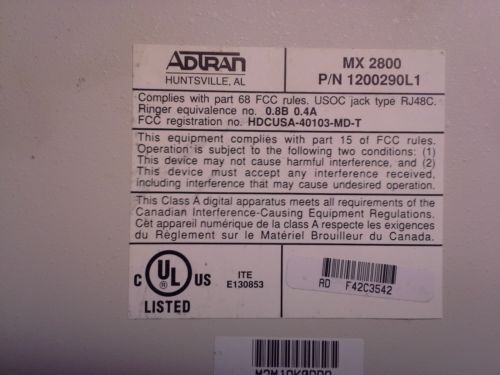 ADTRAN
HUNTSVILLE, AL
MX 2800
P/N 1200290L1
Complies with part 68 FCC rules. USOC jack type RJ48C.
Ringer equivalence no. 0.8B 0.4A
FCC registration no. HDCUSA-40103-MD-T
This equipment complies with part 15 of FCC rules.
Operation is subject to the following two conditions: (1)
This device may not cause harmful interference, and (2)
This device must accept any interference received,
including interference that may cause undesired operation.
This Class A digital apparatus meets all requirements of the
Canadian Interference-Causing Equipment Regulations.
Cèt appareil numérique de la class A respecte les exigences
du Règlement sur le Matériel Brouilleur du Canada.
C UL US
LISTED
ITE
E130853
RD F42C3542